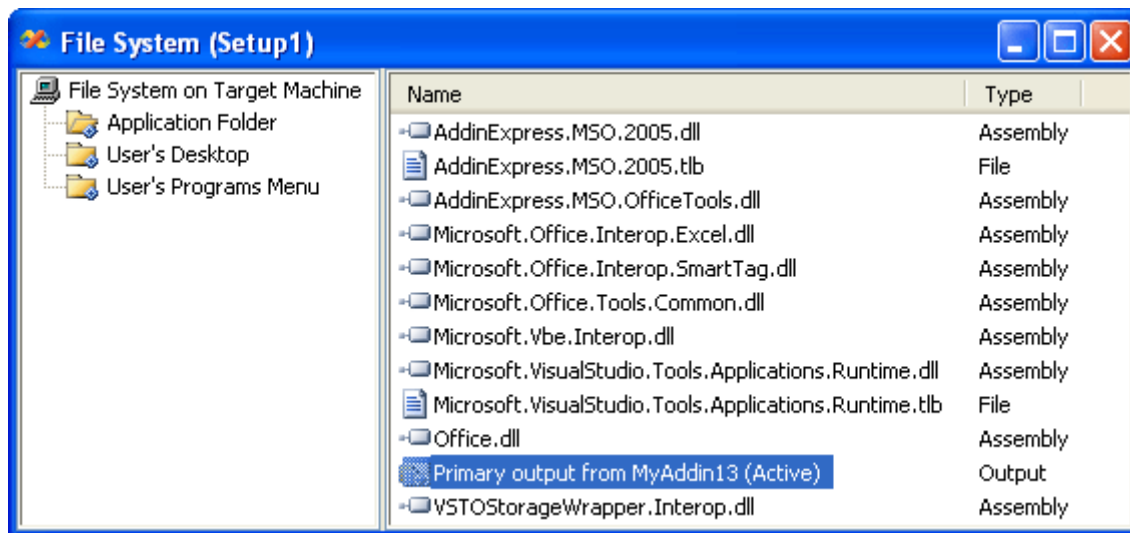 File System (Setup1)
File System on Target Machine
Application Folder
User's Desktop
User's Programs Menu
Name Type
AddinExpress.MSO.2005.dll Assembly
AddinExpress.MSO.2005.tlb File
AddinExpress.MSO.OfficeTools.dll Assembly
Microsoft.Office.Interop.Excel.dll Assembly
Microsoft.Office.Interop.SmartTag.dll Assembly
Microsoft.Office.Tools.Common.dll Assembly
Microsoft.Vbe.Interop.dll Assembly
Microsoft.VisualStudio.Tools.Applications.Runtime.dll Assembly
Microsoft.VisualStudio.Tools.Applications.Runtime.tlb File
Office.dll Assembly
Primary output from MyAddin13 (Active) Output
VSTOStorageWrapper.Interop.dll Assembly